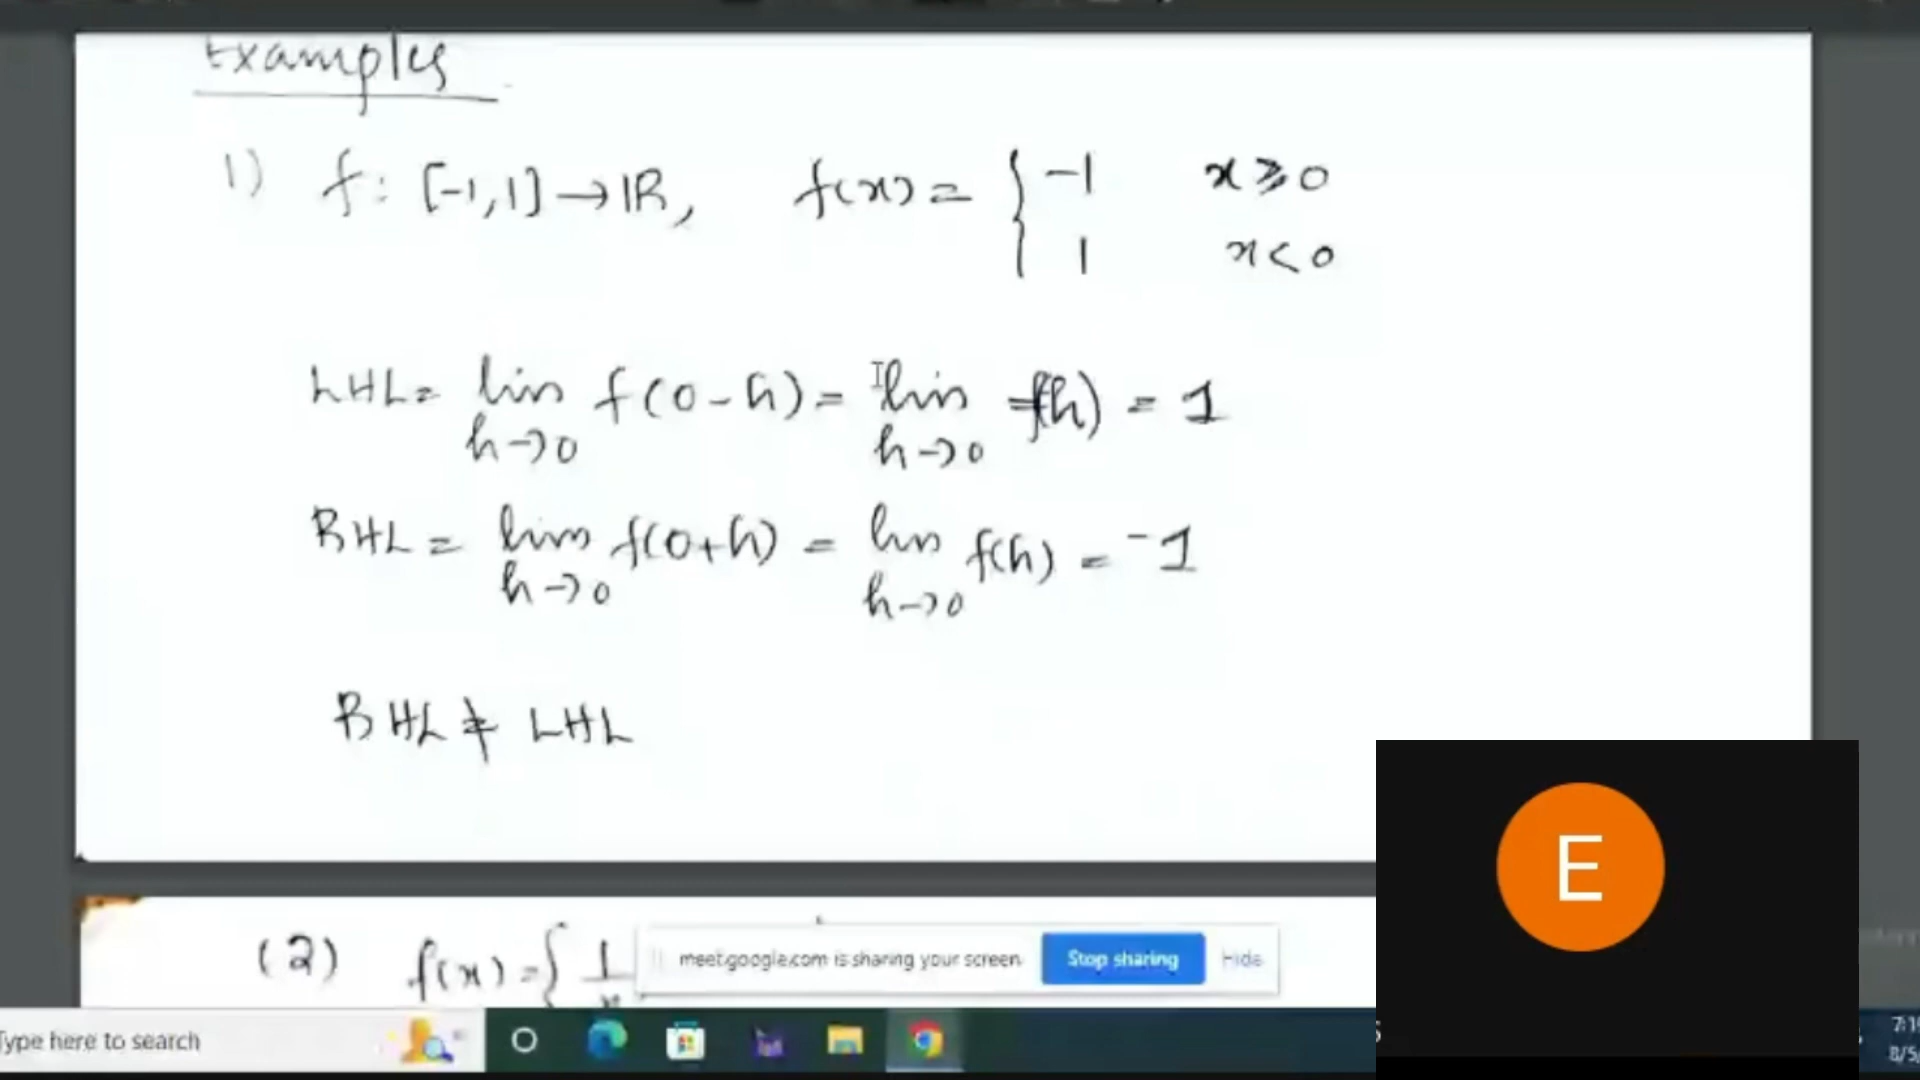 Examples
1) f: [-1,1] → IR, f(x) = { -1 x ⩾ 0
1 x < 0
LHL = lim f(0-h) = lim f(h) = 1
h→0 h→0
RHL = lim f(0+h) = lim f(h) = -1
h→0 h→0
RHL ≠ LHL
E
(2) f(x) = { 1
meet.google.com is sharing your screen Stop sharing Hide
Type here to search